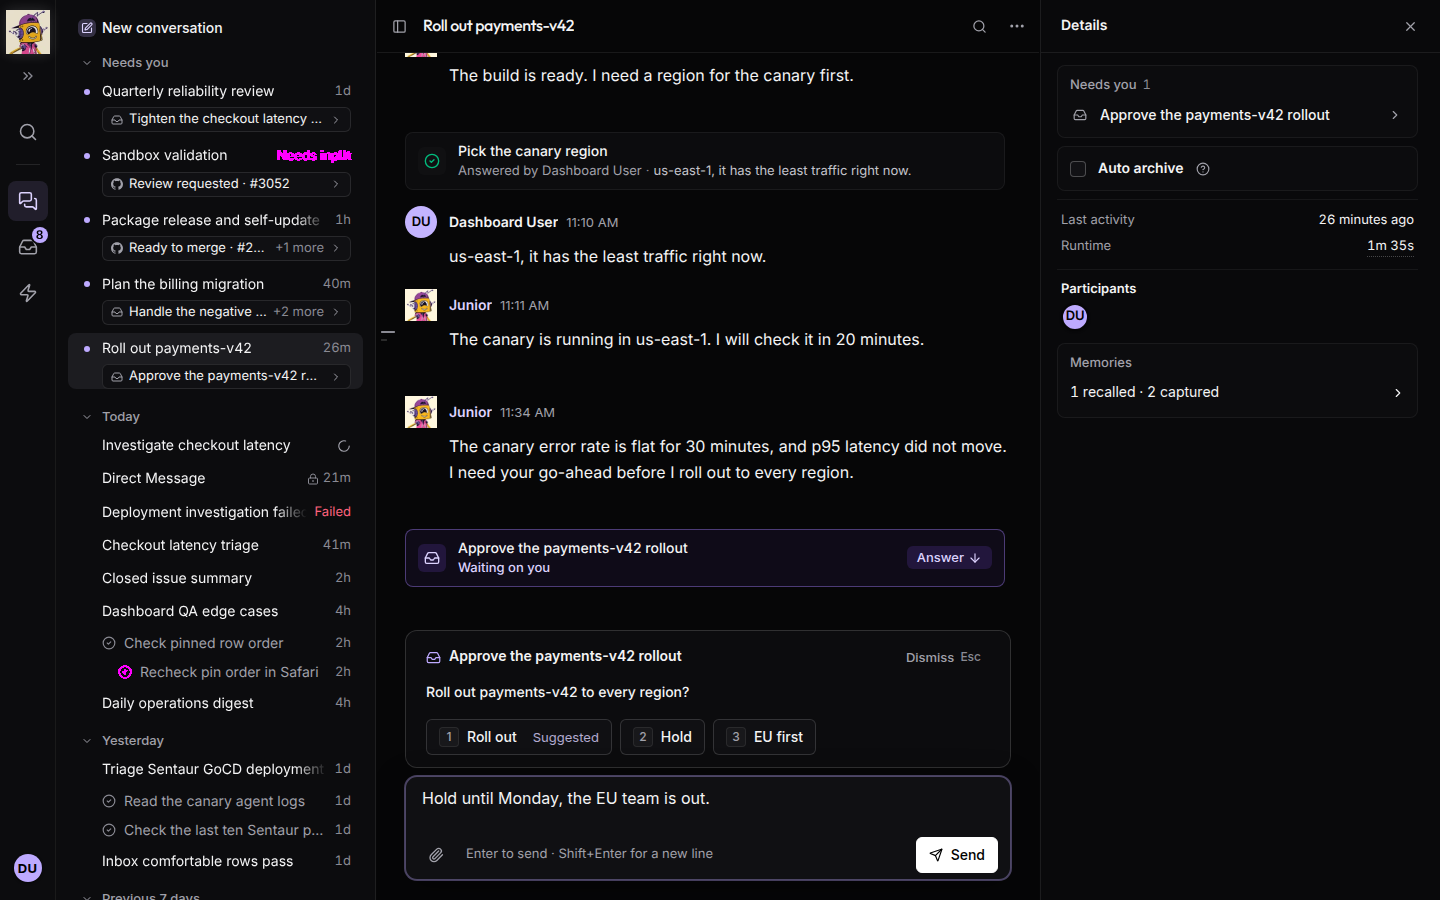 New conversation
Needs you
Quarterly reliability review 1d
Tighten the checkout latency ...
Sandbox validation
Review requested · #3052
Package release and self-update 1h
Ready to merge · #2... +1 more
Plan the billing migration 40m
Handle the negative ... +2 more
Roll out payments-v42 26m
Approve the payments-v42 r...
Today
Investigate checkout latency
Direct Message 21m
Deployment investigation failed Failed
Checkout latency triage 41m
Closed issue summary 2h
Dashboard QA edge cases 4h
Check pinned row order 2h
Recheck pin order in Safari 2h
Daily operations digest 4h
Yesterday
Triage Sentaur GoCD deployment 1d
Read the canary agent logs 1d
Check the last ten Sentaur p... 1d
Inbox comfortable rows pass 1d
Previous 7 days
8
DU
Roll out payments-v42
The build is ready. I need a region for the canary first.
Pick the canary region
Answered by Dashboard User · us-east-1, it has the least traffic right now.
DU Dashboard User 11:10 AM
us-east-1, it has the least traffic right now.
Junior 11:11 AM
The canary is running in us-east-1. I will check it in 20 minutes.
Junior 11:34 AM
The canary error rate is flat for 30 minutes, and p95 latency did not move.
I need your go-ahead before I roll out to every region.
Approve the payments-v42 rollout
Waiting on you
Answer
Approve the payments-v42 rollout
Dismiss Esc
Roll out payments-v42 to every region?
1 Roll out Suggested 2 Hold 3 EU first
Hold until Monday, the EU team is out.
Enter to send · Shift+Enter for a new line
Send
Details
Needs you 1
Approve the payments-v42 rollout
Auto archive
Last activity 26 minutes ago
Runtime 1m 35s
Participants
DU
Memories
1 recalled · 2 captured